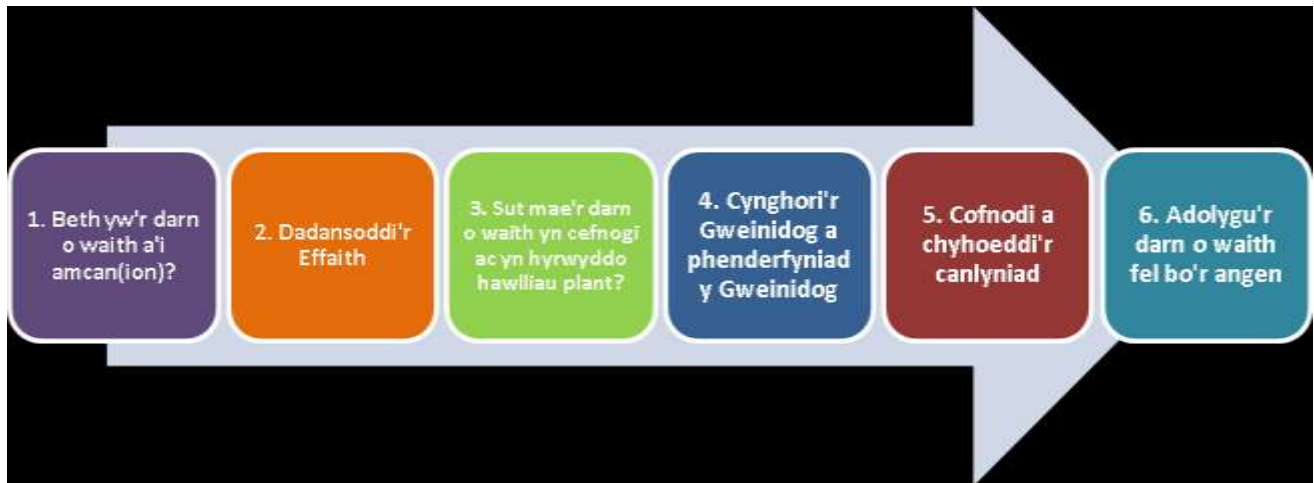 1. Beth yw'r darn
o waith a'i
amcan(ion)?
2. Dadansoddi'r
Effaith
3. Sut mae'r darn
o waith yn cefnogi
ac yn hyrwyddo
hawlliau plant?
4. Cynghori'r
Gweinidog a
phenderfyniad
y Gweinidog
5. Cofnodi a
chyhoeddi'r
canlyniad
6. Adolygu'r
darn o waith
fel bo'r angen